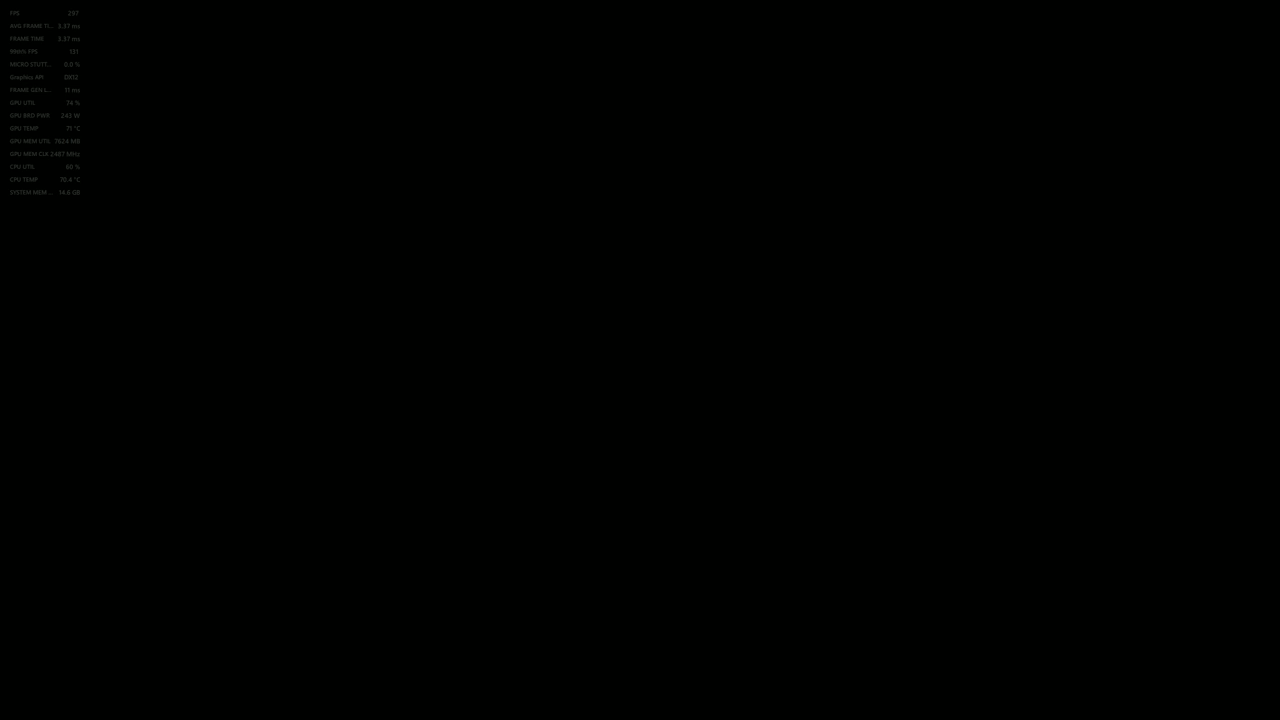 FPS 297
AVG FRAME TI... 3.37 ms
FRAME TIME 3.37 ms
99th% FPS 131
MICRO STUTT... 0.0 %
Graphics API DX12
FRAME GEN L... 11 ms
GPU UTIL 74 %
GPU BRD PWR 242 W
GPU TEMP 71 °C
GPU MEM UTIL 7624 MB
GPU MEM CLK 2487 MHz
CPU UTIL 60 %
CPU TEMP 70.4 °C
SYSTEM MEM ... 14.6 GB